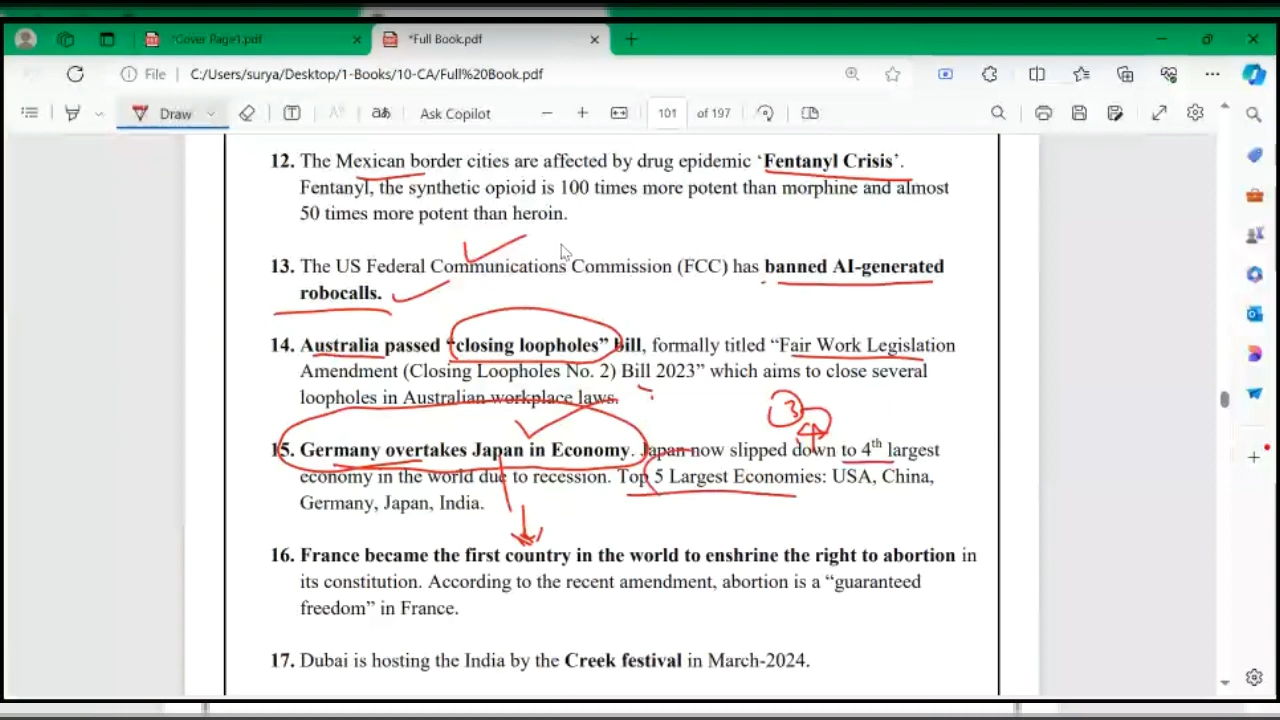 *Cover Page1.pdf
*Full Book.pdf
File
C:/Users/surya/Desktop/1-Books/10-CA/Full%20Book.pdf
Draw
Ask Copilot
101 of 197
12. The Mexican border cities are affected by drug epidemic ‘Fentanyl Crisis’.
Fentanyl, the synthetic opioid is 100 times more potent than morphine and almost
50 times more potent than heroin.
13. The US Federal Communications Commission (FCC) has banned AI-generated
robocalls.
14. Australia passed “closing loopholes” Bill, formally titled “Fair Work Legislation
Amendment (Closing Loopholes No. 2) Bill 2023” which aims to close several
loopholes in Australian workplace laws.
3
4
15. Germany overtakes Japan in Economy. Japan now slipped down to 4th largest
economy in the world due to recession. Top 5 Largest Economies: USA, China,
Germany, Japan, India.
16. France became the first country in the world to enshrine the right to abortion in
its constitution. According to the recent amendment, abortion is a “guaranteed
freedom” in France.
17. Dubai is hosting the India by the Creek festival in March-2024.